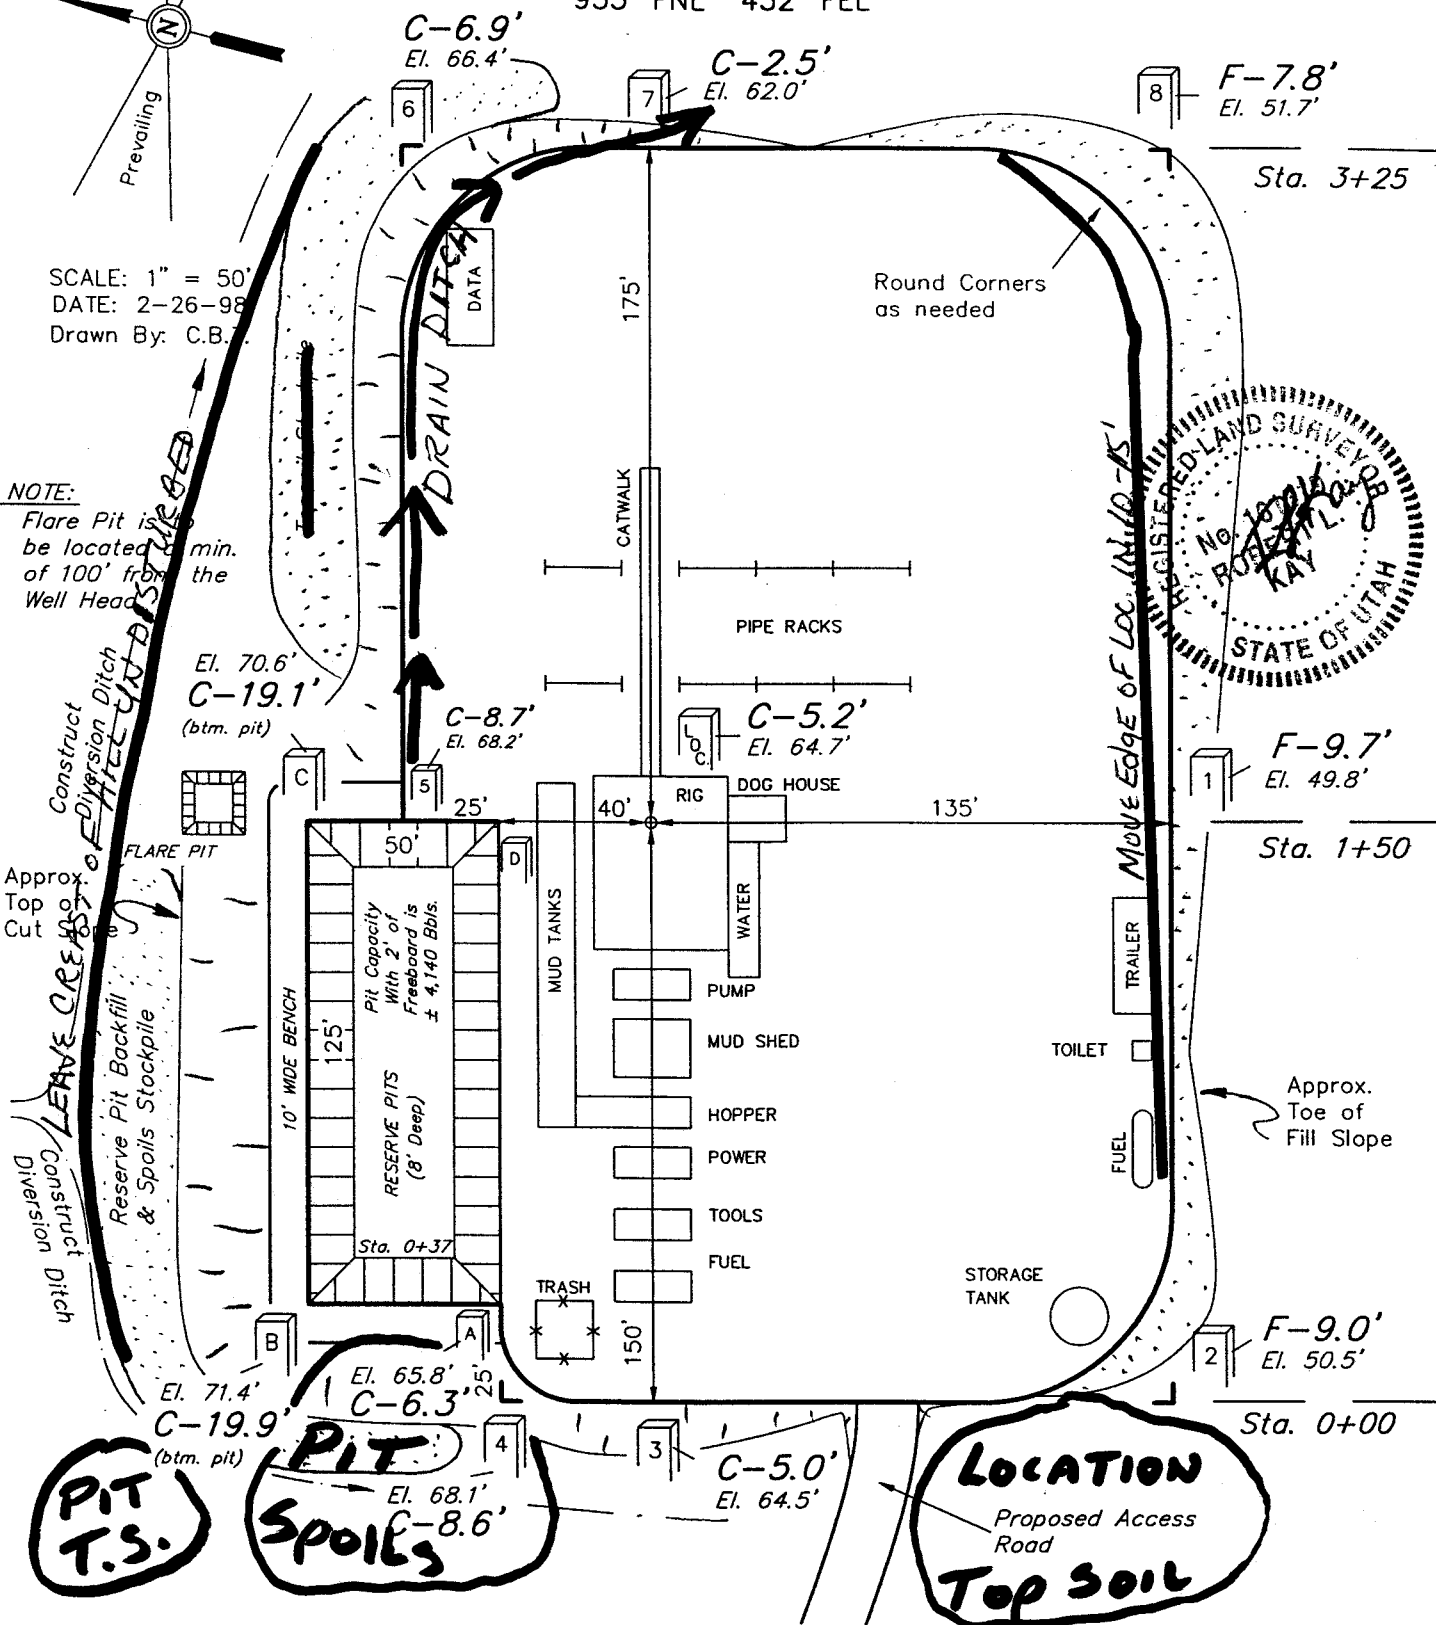 955' FNL 432' FEL
N
Prevailing
C-6.9'
El. 66.4'
6
7
C-2.5'
El. 62.0'
8
F-7.8'
El. 51.7'
Sta. 3+25
SCALE: 1" = 50'
DATE: 2-26-98
Drawn By: C.B.
DATA
DRAIN DITCH
175'
Round Corners
as needed
NOTE:
Flare Pit is to
be located a min.
of 100' from the
Well Head
LEAVE CREAST OF HILL UNDISTURBED
CATWALK
PIPE RACKS
MOVE Edge OF LOC. IN 10-15'
REGISTERED LAND SURVEYOR
No.
ROBERT L.
KAY
STATE OF UTAH
El. 70.6'
C-19.1'
(btm. pit)
C
Construct
Diversion Ditch
C-8.7'
El. 68.2'
5
LOC.
C-5.2'
El. 64.7'
1
F-9.7'
El. 49.8'
RIG
DOG HOUSE
25'
40'
135'
Sta. 1+50
50'
D
FLARE PIT
Approx.
Top of
Cut Slope
Reserve Pit Backfill
& Spoils Stockpile
10' WIDE BENCH
125'
Pit Capacity
With 2' of
Freeboard is
± 4,140 Bbls.
RESERVE PITS
(8' Deep)
Sta. 0+37
MUD TANKS
WATER
PUMP
MUD SHED
HOPPER
POWER
TOOLS
FUEL
TRAILER
TOILET
FUEL
Approx.
Toe of
Fill Slope
Construct
Diversion Ditch
STORAGE
TANK
TRASH
150'
B
A
25'
El. 71.4'
C-19.9'
(btm. pit)
El. 65.8'
C-6.3'
2
F-9.0'
El. 50.5'
Sta. 0+00
4
3
El. 68.1'
C-8.6'
C-5.0'
El. 64.5'
PIT
T.S.
PIT
Spoils
LOCATION
Proposed Access
Road
Top SOIL